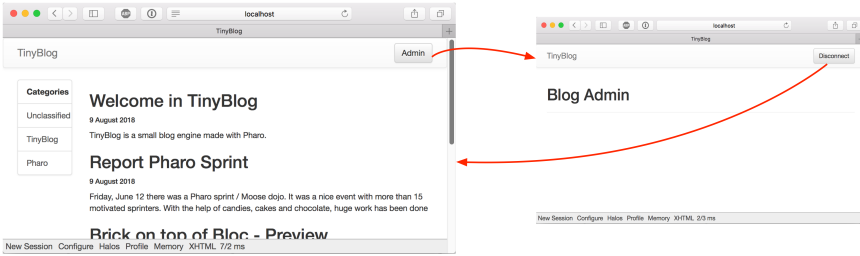 localhost
TinyBlog
TinyBlog
Admin
Categories
Unclassified
TinyBlog
Pharo
Welcome in TinyBlog
9 August 2018
TinyBlog is a small blog engine made with Pharo.
Report Pharo Sprint
9 August 2018
Friday, June 12 there was a Pharo sprint / Moose dojo. It was a nice event with more than 15
motivated sprinters. With the help of candies, cakes and chocolate, huge work has been done
Brick on top of Bloc - Preview
New Session Configure Halos Profile Memory XHTML 7/2 ms
localhost
TinyBlog
TinyBlog
Disconnect
Blog Admin
New Session Configure Halos Profile Memory XHTML 2/3 ms